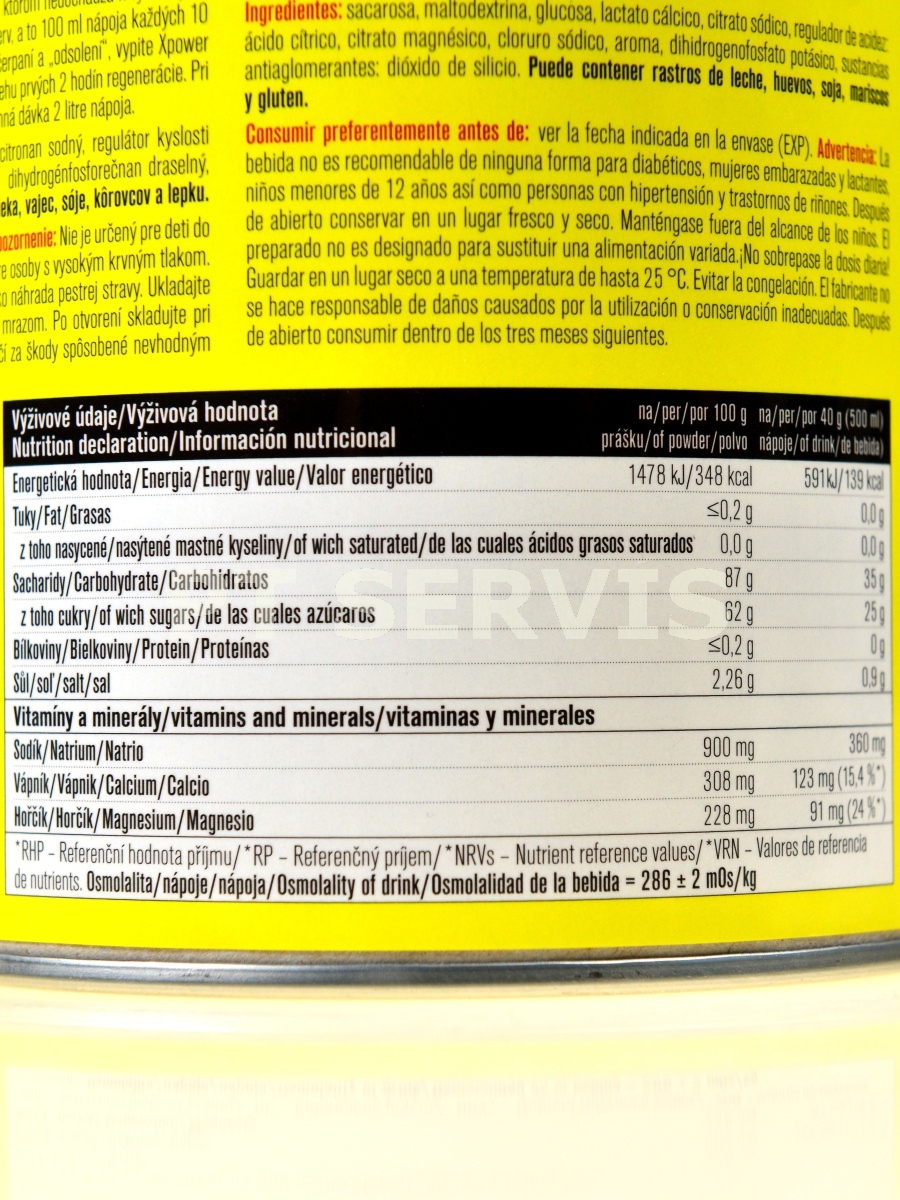 rv, a to 100 ml nápoja každých 10
erpaní a „odsolení“, vypite Xpower
ehu prvých 2 hodín regenerácie. Pri
ná dávka 2 litre nápoja.
citronan sodný, regulátor kyslosti
dihydrogénfosforečnan draselný,
eka, vajec, sóje, kôrovcov a lepku.
pozornenie: Nie je určený pre deti do
re osoby s vysokým krvným tlakom.
o náhrada pestrej stravy. Ukladajte
mrazom. Po otvorení skladujte pri
čí za škody spôsobené nevhodným
Ingredientes: sacarosa, maltodextrina, glucosa, lactato cálcico, citrato sódico, regulador de acidez:
ácido cítrico, citrato magnésico, cloruro sódico, aroma, dihidrogenofosfato potásico, sustancias
antiaglomerantes: dióxido de silicio. Puede contener rastros de leche, huevos, soja, mariscos
y gluten.
Consumir preferentemente antes de: ver la fecha indicada en la envase (EXP). Advertencia: La
bebida no es recomendable de ninguna forma para diabéticos, mujeres embarazadas y lactantes,
niños menores de 12 años así como personas con hipertensión y trastornos de riñones. Después
de abierto conservar en un lugar fresco y seco. Manténgase fuera del alcance de los niños. El
preparado no es designado para sustituir una alimentación variada.¡No sobrepase la dosis diaria!
Guardar en un lugar seco a una temperatura de hasta 25 °C. Evitar la congelación. El fabricante no
se hace responsable de daños causados por la utilización o conservación inadecuadas. Después
de abierto consumir dentro de los tres meses siguientes.
Výživové údaje/Výživová hodnota na/per/por 100 g na/per/por 40 g (500 ml)
Nutrition declaration/Información nutricional prášku/of powder/polvo nápoje/of drink/de bebida)
Energetická hodnota/Energia/Energy value/Valor energético 1478 kJ/348 kcal 591kJ/139 kcal
Tuky/Fat/Grasas ≤0,2 g 0,0 g
z toho nasycené/nasýtené mastné kyseliny/of wich saturated/de las cuales ácidos grasos saturados 0,0 g 0,0 g
Sacharidy/Carbohydrate/Carbohidratos 87 g 35 g
z toho cukry/of wich sugars/de las cuales azúcaros 62 g 25 g
Bílkoviny/Bielkoviny/Protein/Proteínas ≤0,2 g 0 g
Sůl/soľ/salt/sal 2,26 g 0,9 g
Vitamíny a minerály/vitamins and minerals/vitaminas y minerales
Sodík/Natrium/Natrio 900 mg 360 mg
Vápník/Vápnik/Calcium/Calcio 308 mg 123 mg (15,4 %*)
Hořčík/Horčík/Magnesium/Magnesio 228 mg 91 mg (24 %*)
*RHP – Referenční hodnota příjmu/ *RP – Referenčný príjem/ *NRVs – Nutrient reference values/ *VRN – Valores de referencia
de nutrients. Osmolalita/nápoje/nápoja/Osmolality of drink/Osmolalidad de la bebida = 286 ± 2 mOs/kg
SERVIS